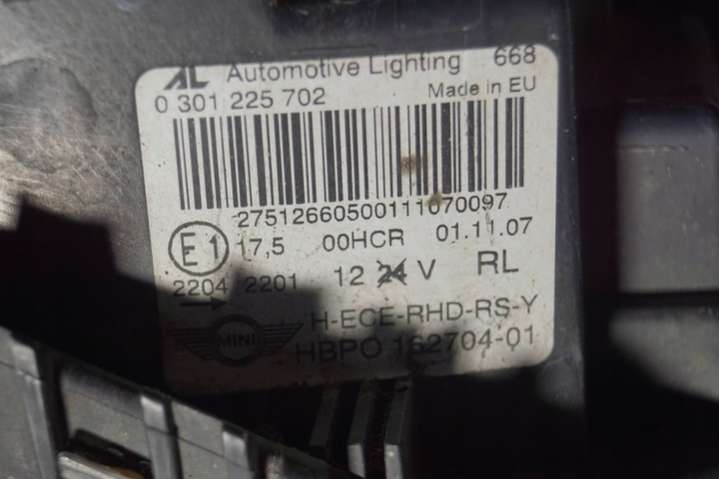 AL Automotive Lighting 668
0 301 225 702 Made in EU
27512660500111070097
E1 17,5 00HCR 01.11.07
2204 2201 12 24 V RL
H-ECE-RHD-RS-Y
MINI HBPO 162704-01